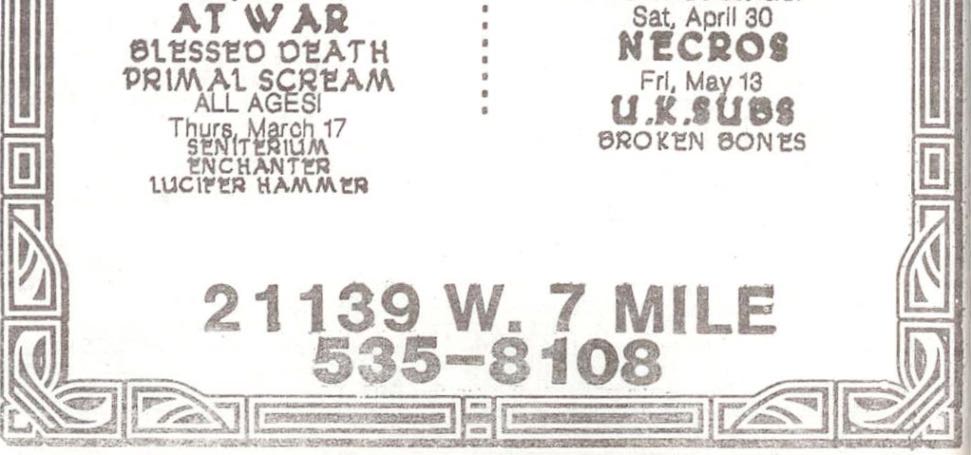 AT WAR
BLESSED DEATH
PRIMAL SCREAM
ALL AGES!
Thurs, March 17
SENITERIUM
ENCHANTER
LUCIFER HAMMER
Sat, April 30
NECROS
Fri, May 13
U.K.SUBS
BROKEN BONES
21139 W. 7 MILE
535-8108